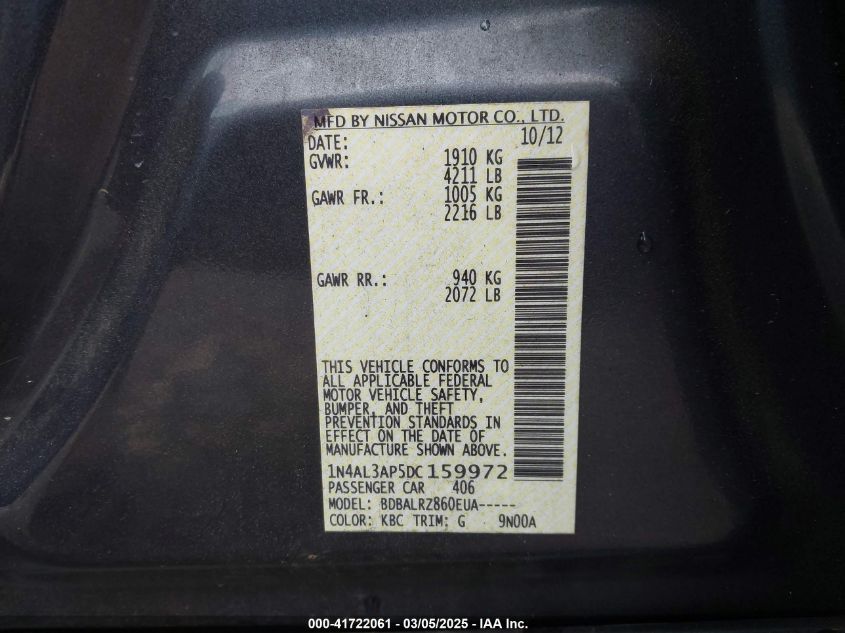 MFD BY NISSAN MOTOR CO., LTD.
DATE: 10/12
GVWR: 1910 KG
4211 LB
GAWR FR.: 1005 KG
2216 LB
GAWR RR.: 940 KG
2072 LB
THIS VEHICLE CONFORMS TO
ALL APPLICABLE FEDERAL
MOTOR VEHICLE SAFETY,
BUMPER, AND THEFT
PREVENTION STANDARDS IN
EFFECT ON THE DATE OF
MANUFACTURE SHOWN ABOVE.
1N4AL3AP5DC159972
PASSENGER CAR 406
MODEL: BDBALRZ860EUA-----
COLOR: KBC TRIM: G 9N00A
000-41722061 - 03/05/2025 - IAA Inc.